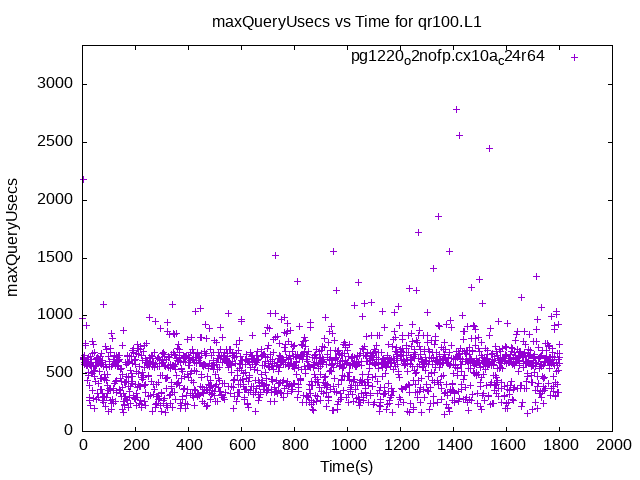 maxQueryUsecs vs Time for qr100.L1
pg1220o2nofp.cx10ac24r64
3000
2500
2000
1500
1000
500
0
maxQueryUsecs
0 200 400 600 800 1000 1200 1400 1600 1800 2000
Time(s)